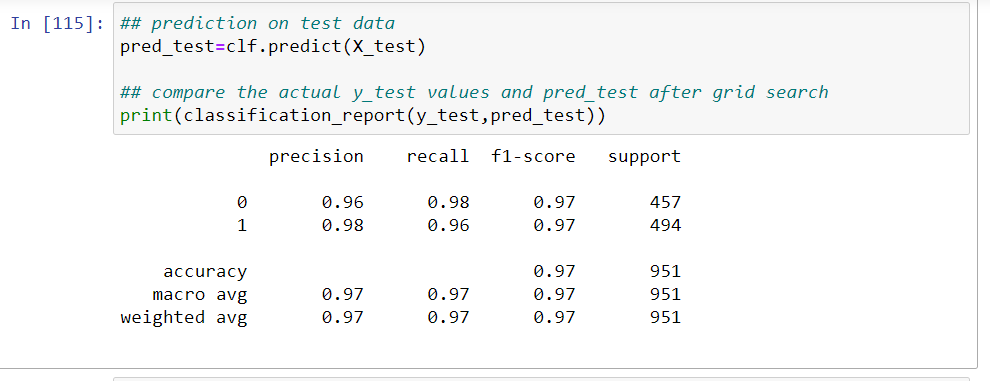 In [115]: ## prediction on test data
pred_test=clf.predict(X_test)
## compare the actual y_test values and pred_test after grid search
print(classification_report(y_test,pred_test))
precision recall f1-score support
0 0.96 0.98 0.97 457
1 0.98 0.96 0.97 494
accuracy 0.97 951
macro avg 0.97 0.97 0.97 951
weighted avg 0.97 0.97 0.97 951